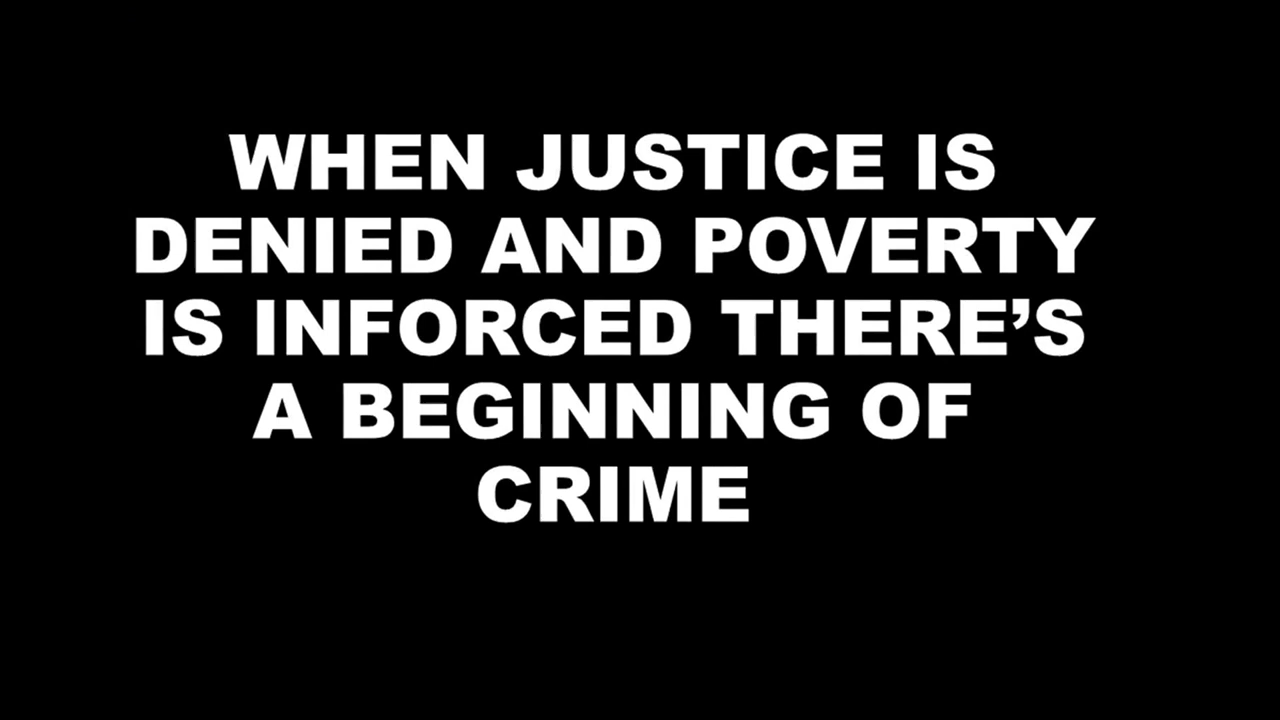 WHEN JUSTICE IS
DENIED AND POVERTY
IS INFORCED THERE’S
A BEGINNING OF
CRIME